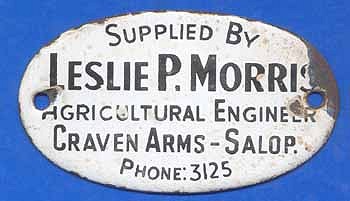 SUPPLIED BY
LESLIE P. MORRIS
AGRICULTURAL ENGINEER
CRAVEN ARMS - SALOP.
PHONE: 3125